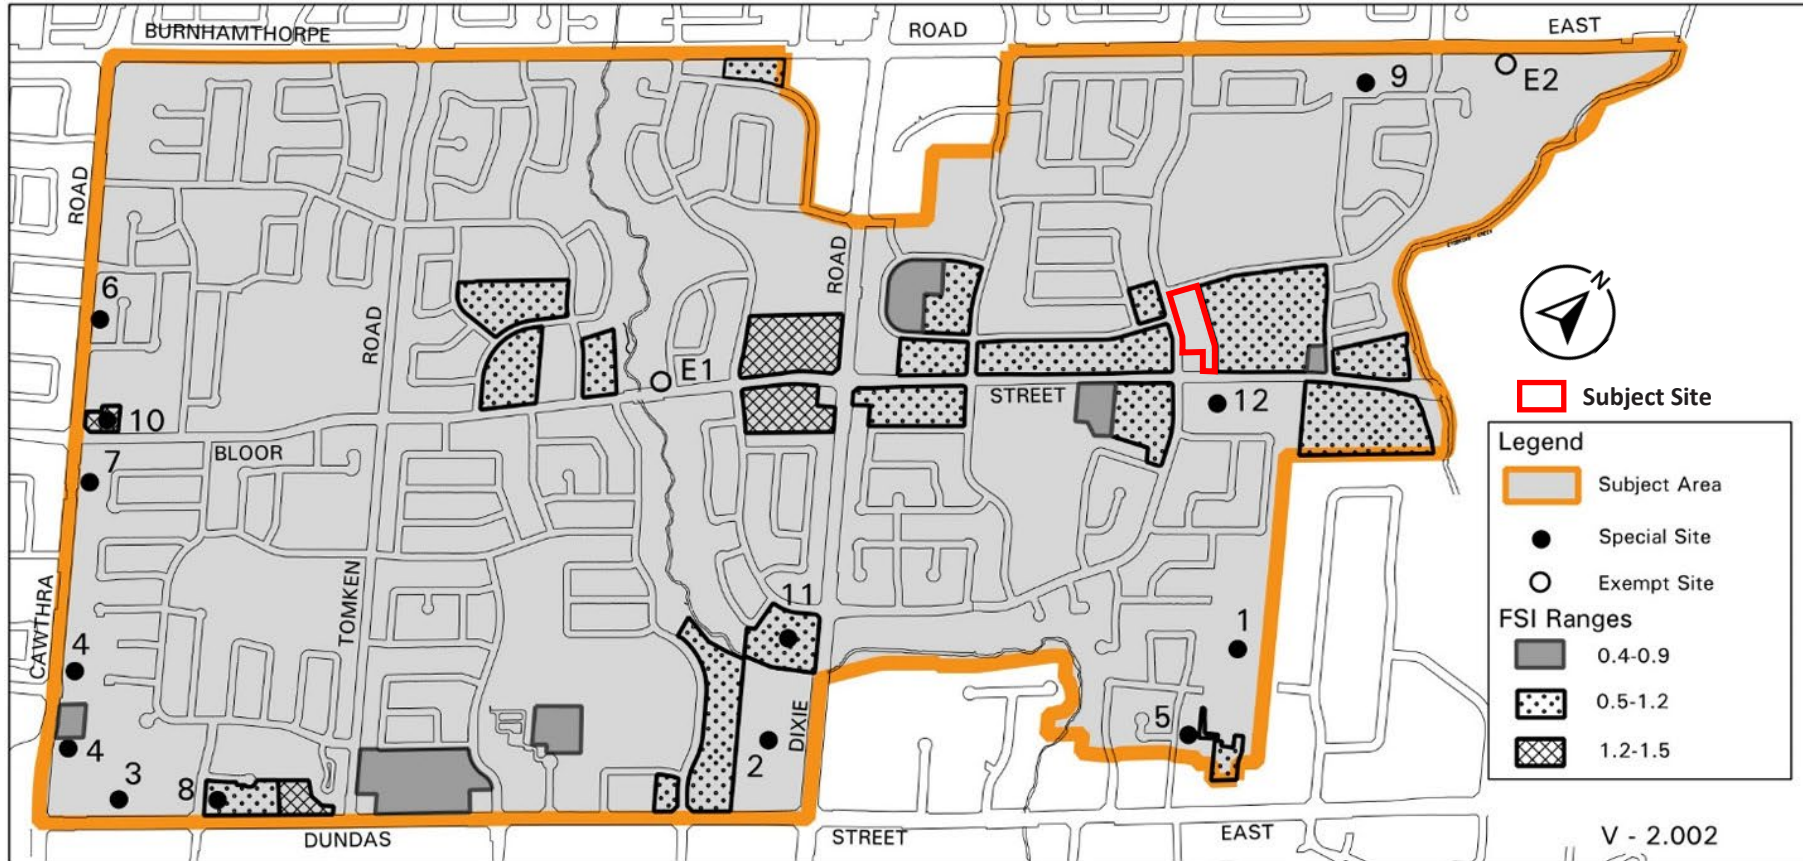 BURNHAMTHORPE
ROAD
EAST
9
E2
ROAD
ROAD
6
ROAD
N
E1
STREET
12
Subject Site
10
BLOOR
7
Legend
Subject Area
Special Site
Exempt Site
FSI Ranges
0.4-0.9
0.5-1.2
1.2-1.5
CAWTHRA
TOMKEN
11
1
4
4
DIXIE
5
2
3
8
DUNDAS
STREET
EAST
V - 2.002